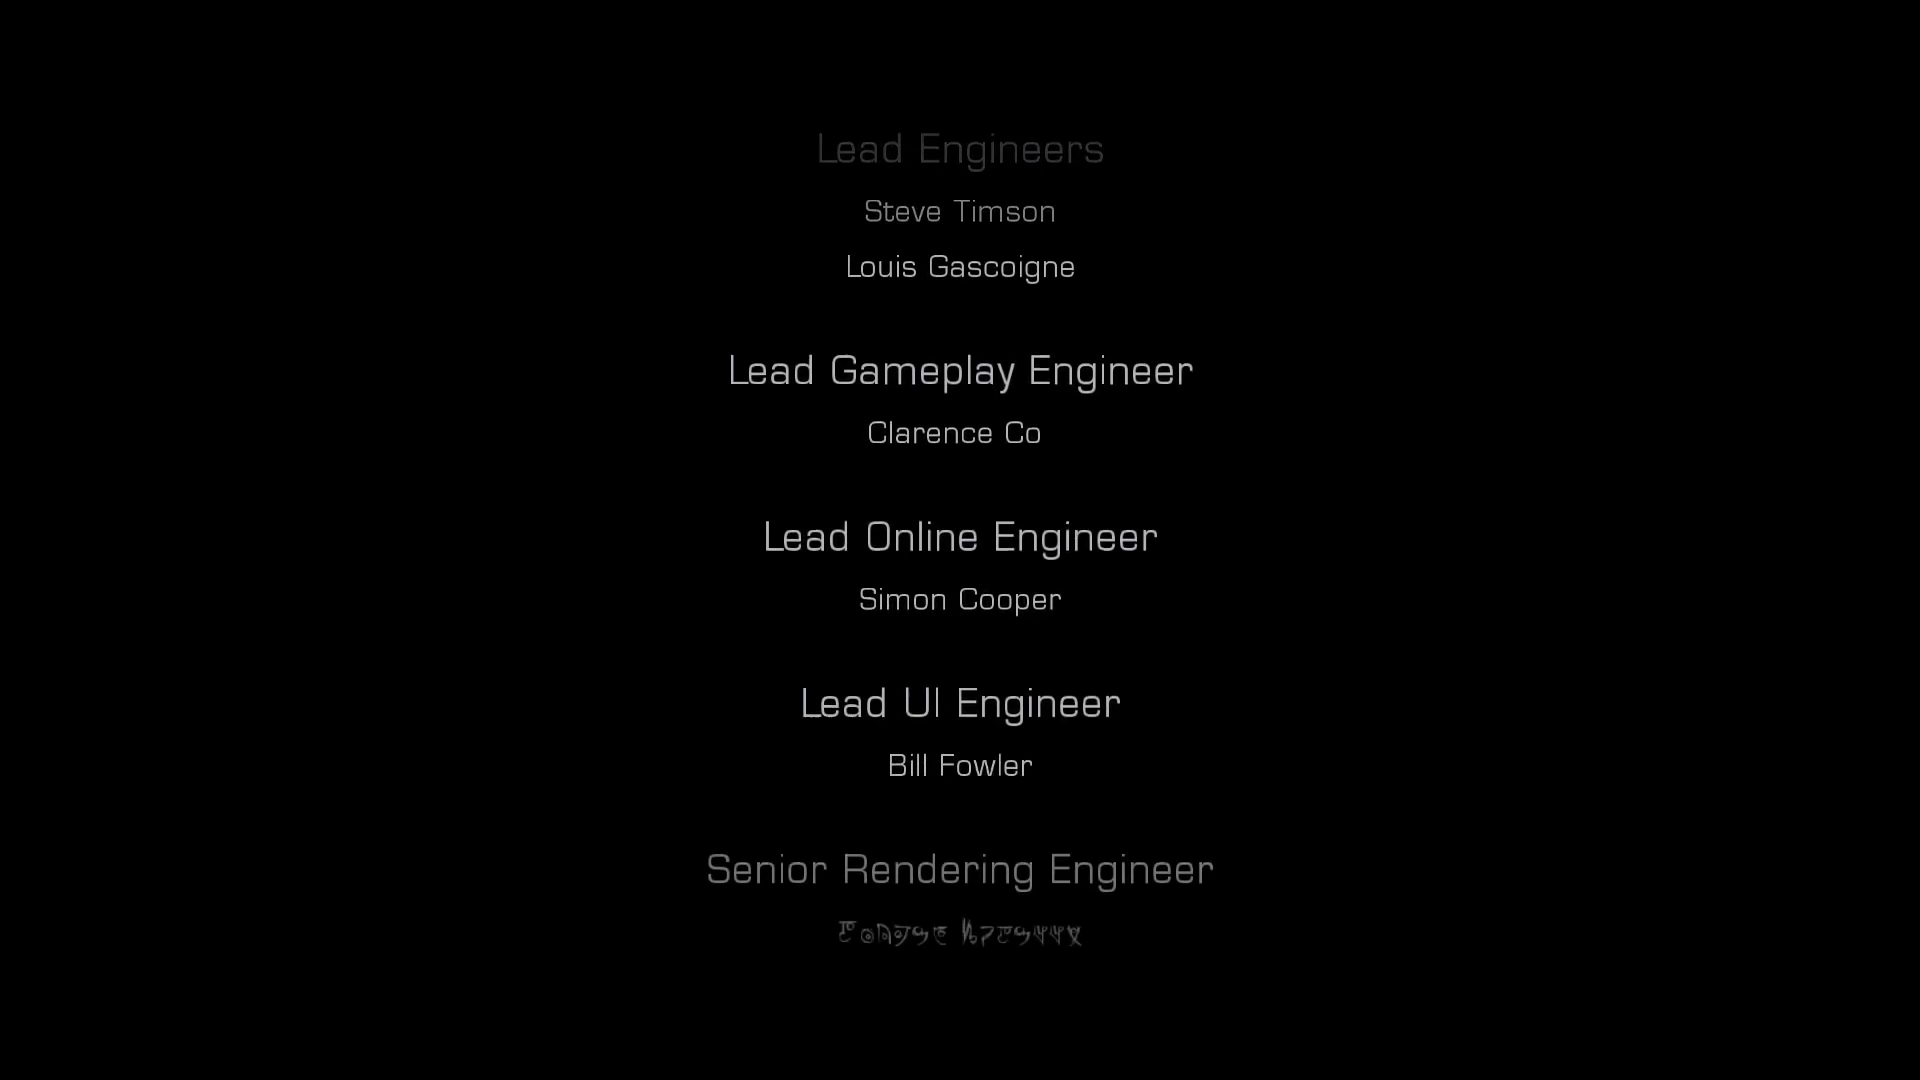 Lead Engineers
Steve Timson
Louis Gascoigne
Lead Gameplay Engineer
Clarence Co
Lead Online Engineer
Simon Cooper
Lead UI Engineer
Bill Fowler
Senior Rendering Engineer